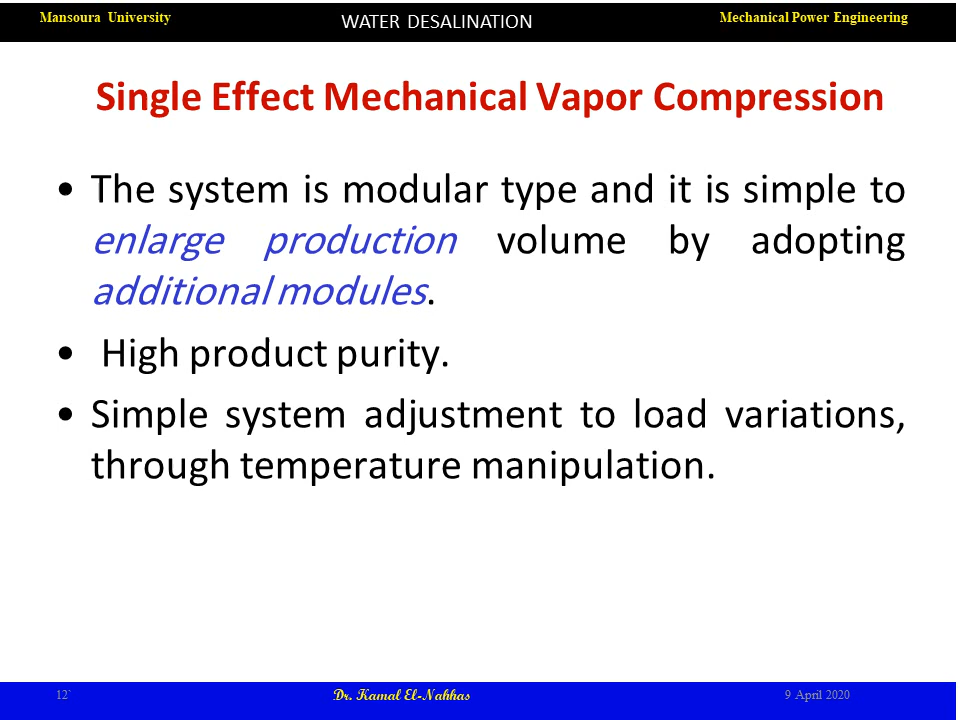 Mansoura University WATER DESALINATION Mechanical Power Engineering
Single Effect Mechanical Vapor Compression
• The system is modular type and it is simple to
enlarge production volume by adopting
additional modules.
• High product purity.
• Simple system adjustment to load variations,
through temperature manipulation.
12` Dr. Kamal El-Nahhas 9 April 2020